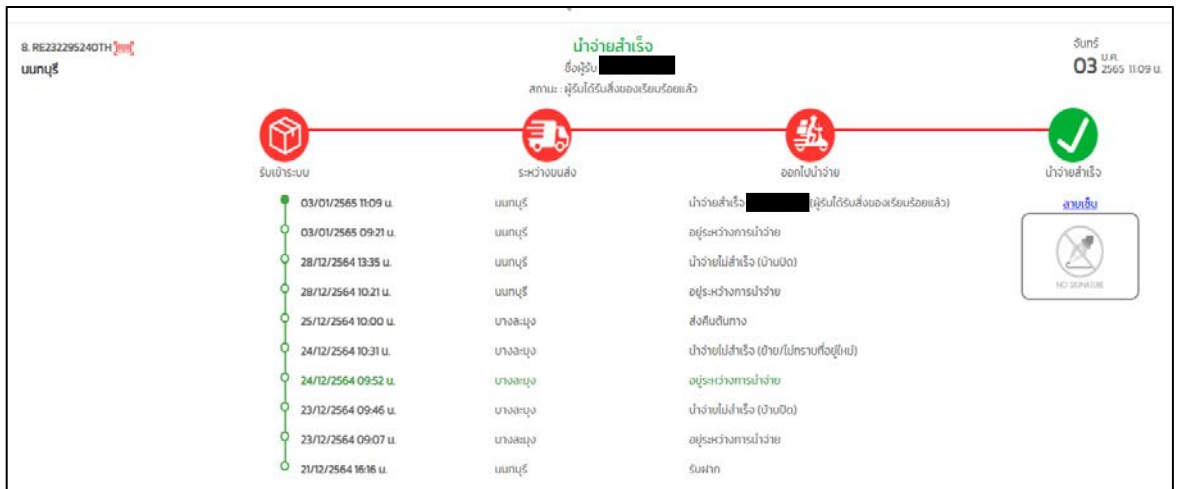 8. RE232295240TH
นนทบุรี
นำจ่ายสำเร็จ
ชื่อผู้รับ
สถานะ : ผู้รับได้รับสิ่งของเรียบร้อยแล้ว
จันทร์
03 ม.ค. 2565 11:09 น.
รับเข้าระบบ ระหว่างขนส่ง ออกไปนำจ่าย นำจ่ายสำเร็จ
03/01/2565 11:09 น. นนทบุรี นำจ่ายสำเร็จ (ผู้รับได้รับสิ่งของเรียบร้อยแล้ว) ลายเซ็น
03/01/2565 09:21 น. นนทบุรี อยู่ระหว่างการนำจ่าย
28/12/2564 13:35 น. นนทบุรี นำจ่ายไม่สำเร็จ (บ้านปิด)
28/12/2564 10:21 น. นนทบุรี อยู่ระหว่างการนำจ่าย
NO SIGNATURE
25/12/2564 10:00 น. บางละมุง ส่งคืนต้นทาง
24/12/2564 10:31 น. บางละมุง นำจ่ายไม่สำเร็จ (ย้าย/ไม่ทราบที่อยู่ใหม่)
24/12/2564 09:52 น. บางละมุง อยู่ระหว่างการนำจ่าย
23/12/2564 09:46 น. บางละมุง นำจ่ายไม่สำเร็จ (บ้านปิด)
23/12/2564 09:07 น. บางละมุง อยู่ระหว่างการนำจ่าย
21/12/2564 16:16 น. นนทบุรี รับฝาก